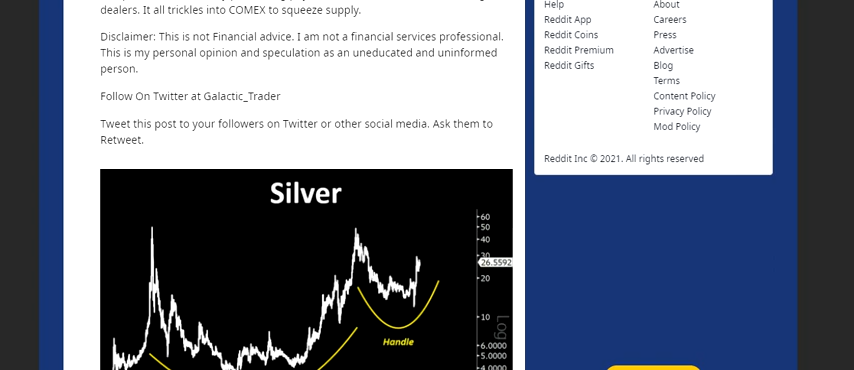 dealers. It all trickles into COMEX to squeeze supply.
Disclaimer: This is not Financial advice. I am not a financial services professional.
This is my personal opinion and speculation as an uneducated and uninformed
person.
Follow On Twitter at Galactic_Trader
Tweet this post to your followers on Twitter or other social media. Ask them to
Retweet.
Silver
60
50
40
30
26.5592
20
10
Log
Handle
6.0000
5.0000
4.0000
Help
Reddit App
Reddit Coins
Reddit Premium
Reddit Gifts
About
Careers
Press
Advertise
Blog
Terms
Content Policy
Privacy Policy
Mod Policy
Reddit Inc © 2021. All rights reserved